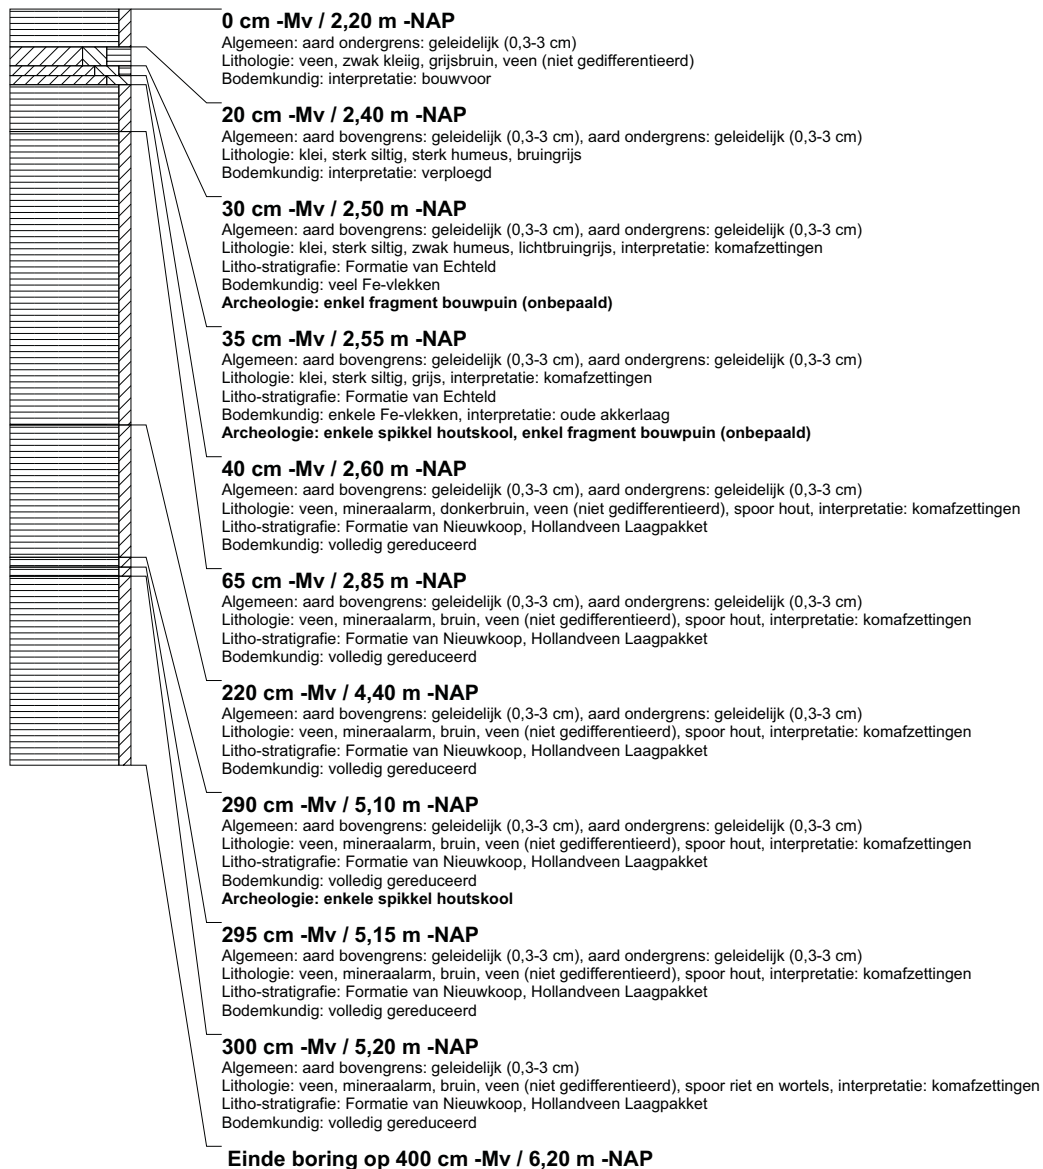 0 cm -Mv / 2,20 m -NAP
Algemeen: aard ondergrens: geleidelijk (0,3-3 cm)
Lithologie: veen, zwak kleiig, grijsbruin, veen (niet gedifferentieerd)
Bodemkundig: interpretatie: bouwvoor
20 cm -Mv / 2,40 m -NAP
Algemeen: aard bovengrens: geleidelijk (0,3-3 cm), aard ondergrens: geleidelijk (0,3-3 cm)
Lithologie: klei, sterk siltig, sterk humeus, bruingrijs
Bodemkundig: interpretatie: verploegd
30 cm -Mv / 2,50 m -NAP
Algemeen: aard bovengrens: geleidelijk (0,3-3 cm), aard ondergrens: geleidelijk (0,3-3 cm)
Lithologie: klei, sterk siltig, zwak humeus, lichtbruingrijs, interpretatie: komafzettingen
Litho-stratigrafie: Formatie van Echteld
Bodemkundig: veel Fe-vlekken
Archeologie: enkel fragment bouwpuin (onbepaald)
35 cm -Mv / 2,55 m -NAP
Algemeen: aard bovengrens: geleidelijk (0,3-3 cm), aard ondergrens: geleidelijk (0,3-3 cm)
Lithologie: klei, sterk siltig, grijs, interpretatie: komafzettingen
Litho-stratigrafie: Formatie van Echteld
Bodemkundig: enkele Fe-vlekken, interpretatie: oude akkerlaag
Archeologie: enkele spikkel houtskool, enkel fragment bouwpuin (onbepaald)
40 cm -Mv / 2,60 m -NAP
Algemeen: aard bovengrens: geleidelijk (0,3-3 cm), aard ondergrens: geleidelijk (0,3-3 cm)
Lithologie: veen, mineraalarm, donkerbruin, veen (niet gedifferentieerd), spoor hout, interpretatie: komafzettingen
Litho-stratigrafie: Formatie van Nieuwkoop, Hollandveen Laagpakket
Bodemkundig: volledig gereduceerd
65 cm -Mv / 2,85 m -NAP
Algemeen: aard bovengrens: geleidelijk (0,3-3 cm), aard ondergrens: geleidelijk (0,3-3 cm)
Lithologie: veen, mineraalarm, bruin, veen (niet gedifferentieerd), spoor hout, interpretatie: komafzettingen
Litho-stratigrafie: Formatie van Nieuwkoop, Hollandveen Laagpakket
Bodemkundig: volledig gereduceerd
220 cm -Mv / 4,40 m -NAP
Algemeen: aard bovengrens: geleidelijk (0,3-3 cm), aard ondergrens: geleidelijk (0,3-3 cm)
Lithologie: veen, mineraalarm, bruin, veen (niet gedifferentieerd), spoor hout, interpretatie: komafzettingen
Litho-stratigrafie: Formatie van Nieuwkoop, Hollandveen Laagpakket
Bodemkundig: volledig gereduceerd
290 cm -Mv / 5,10 m -NAP
Algemeen: aard bovengrens: geleidelijk (0,3-3 cm), aard ondergrens: geleidelijk (0,3-3 cm)
Lithologie: veen, mineraalarm, bruin, veen (niet gedifferentieerd), spoor hout, interpretatie: komafzettingen
Litho-stratigrafie: Formatie van Nieuwkoop, Hollandveen Laagpakket
Bodemkundig: volledig gereduceerd
Archeologie: enkele spikkel houtskool
295 cm -Mv / 5,15 m -NAP
Algemeen: aard bovengrens: geleidelijk (0,3-3 cm), aard ondergrens: geleidelijk (0,3-3 cm)
Lithologie: veen, mineraalarm, bruin, veen (niet gedifferentieerd), spoor hout, interpretatie: komafzettingen
Litho-stratigrafie: Formatie van Nieuwkoop, Hollandveen Laagpakket
Bodemkundig: volledig gereduceerd
300 cm -Mv / 5,20 m -NAP
Algemeen: aard bovengrens: geleidelijk (0,3-3 cm)
Lithologie: veen, mineraalarm, bruin, veen (niet gedifferentieerd), spoor riet en wortels, interpretatie: komafzettingen
Litho-stratigrafie: Formatie van Nieuwkoop, Hollandveen Laagpakket
Bodemkundig: volledig gereduceerd
Einde boring op 400 cm -Mv / 6,20 m -NAP